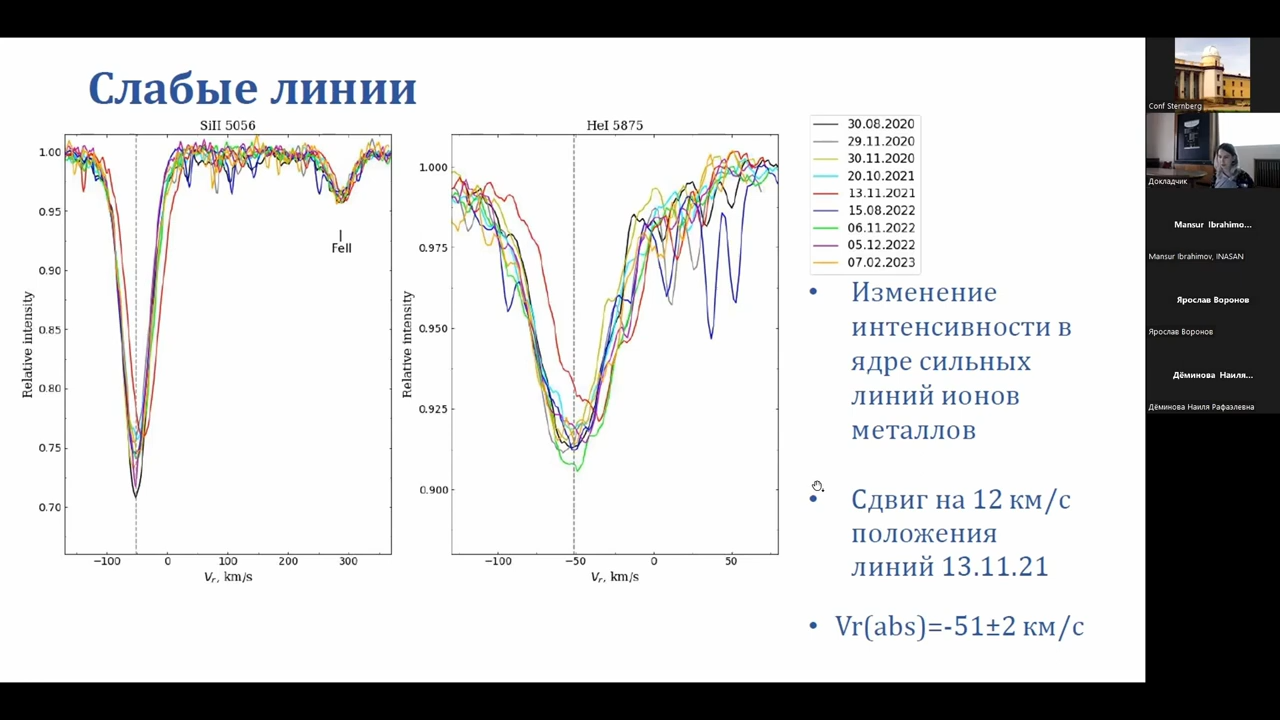 Слабые линии
SiII 5056
1.00
0.95
0.90
0.85
0.80
0.75
0.70
Relative intensity
FeII
−100
0
100
200
300
Vr, km/s
HeI 5875
1.000
0.975
0.950
0.925
0.900
Relative intensity
−100
−50
0
50
Vr, km/s
30.08.2020
29.11.2020
30.11.2020
20.10.2021
13.11.2021
15.08.2022
06.11.2022
05.12.2022
07.02.2023
• Изменение
интенсивности в
ядре сильных
линий ионов
металлов
• Сдвиг на 12 км/с
положения
линий 13.11.21
• Vr(abs)=-51±2 км/с
Conf Sternberg
Докладчик
Mansur Ibrahimo...
Mansur Ibrahimov, INASAN
Ярослав Воронов
Ярослав Воронов
Дёминова Наиля...
Дёминова Наиля Рафаэлевна